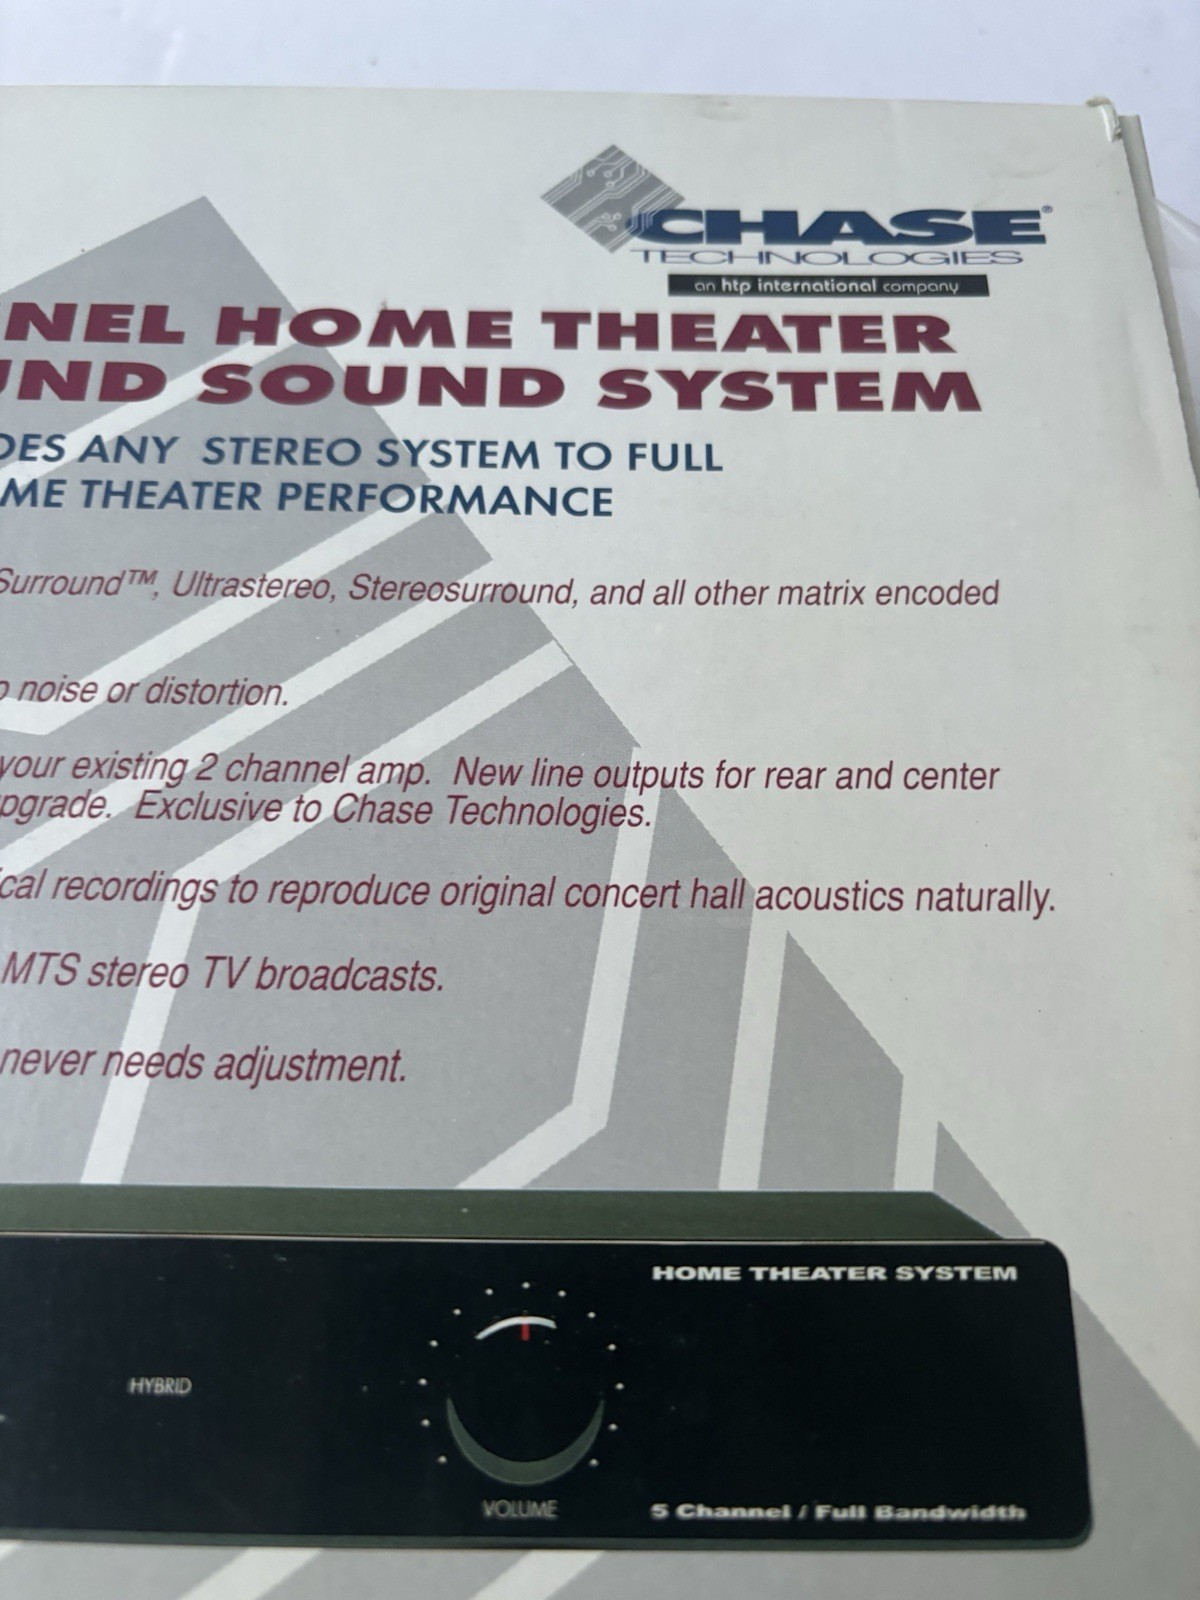 CHASE®
TECHNOLOGIES
an htp international company
NEL HOME THEATER
UND SOUND SYSTEM
DES ANY STEREO SYSTEM TO FULL
ME THEATER PERFORMANCE
Surround™, Ultrastereo, Stereosurround, and all other matrix encoded
o noise or distortion.
your existing 2 channel amp. New line outputs for rear and center
pgrade. Exclusive to Chase Technologies.
ical recordings to reproduce original concert hall acoustics naturally.
MTS stereo TV broadcasts.
never needs adjustment.
HOME THEATER SYSTEM
HYBRID
VOLUME
5 Channel / Full Bandwidth